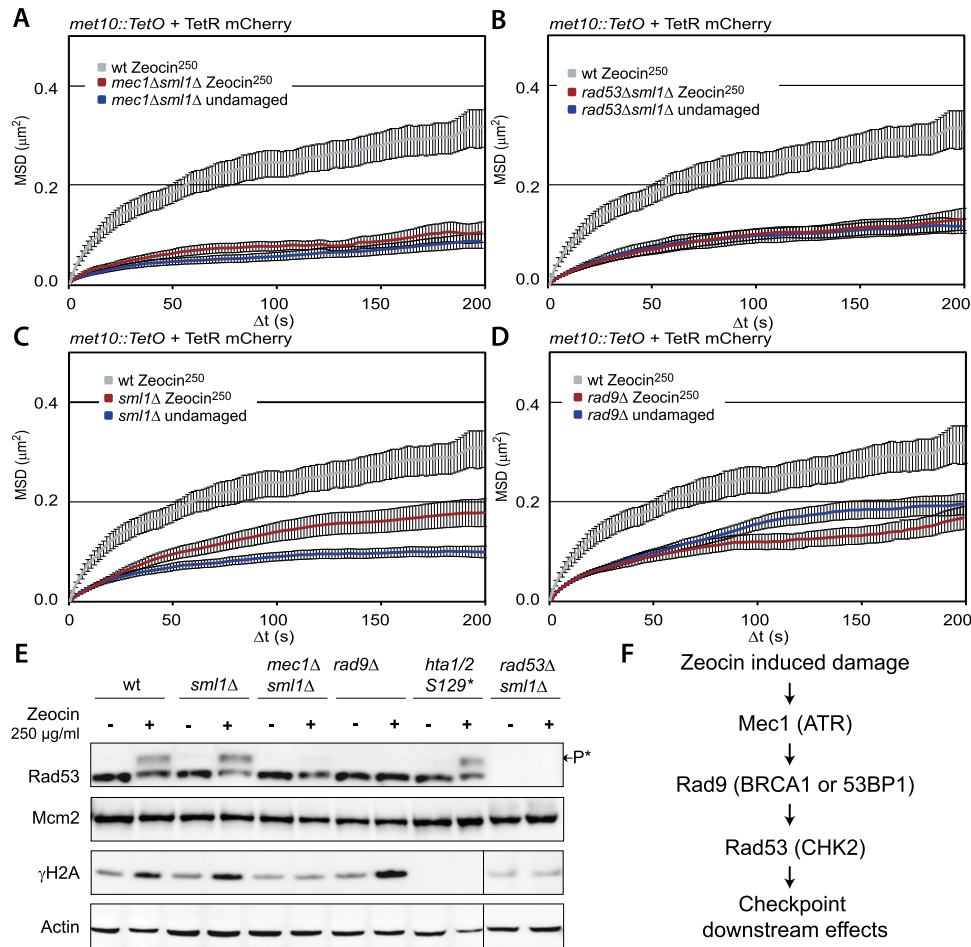 A
met10::TetO + TetR mCherry
MSD (μm²)
0.4
0.2
0.0
wt Zeocin²⁵⁰
mec1Δsml1Δ Zeocin²⁵⁰
mec1Δsml1Δ undamaged
0 50 100 150 200
Δt (s)
B
met10::TetO + TetR mCherry
MSD (μm²)
0.4
0.2
0.0
wt Zeocin²⁵⁰
rad53Δsml1Δ Zeocin²⁵⁰
rad53Δsml1Δ undamaged
0 50 100 150 200
Δt (s)
C
met10::TetO + TetR mCherry
MSD (μm²)
0.4
0.2
0.0
wt Zeocin²⁵⁰
sml1Δ Zeocin²⁵⁰
sml1Δ undamaged
0 50 100 150 200
Δt (s)
D
met10::TetO + TetR mCherry
MSD (μm²)
0.4
0.2
0.0
wt Zeocin²⁵⁰
rad9Δ Zeocin²⁵⁰
rad9Δ undamaged
0 50 100 150 200
Δt (s)
E
wt
sml1Δ
mec1Δ
sml1Δ
rad9Δ
hta1/2
S129*
rad53Δ
sml1Δ
Zeocin
250 μg/ml
- + - + - + - + - + - +
Rad53
←P*
Mcm2
γH2A
Actin
F
Zeocin induced damage
↓
Mec1 (ATR)
↓
Rad9 (BRCA1 or 53BP1)
↓
Rad53 (CHK2)
↓
Checkpoint
downstream effects